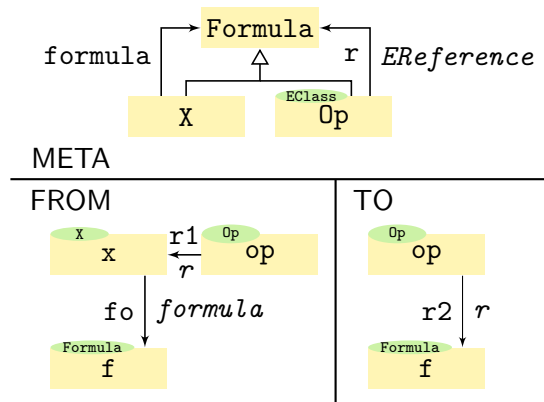 Formula
formula
r
EReference
EClass
X
Op
META
FROM
TO
X
x
r1
r
Op
op
Op
op
fo
formula
r2
r
Formula
f
Formula
f